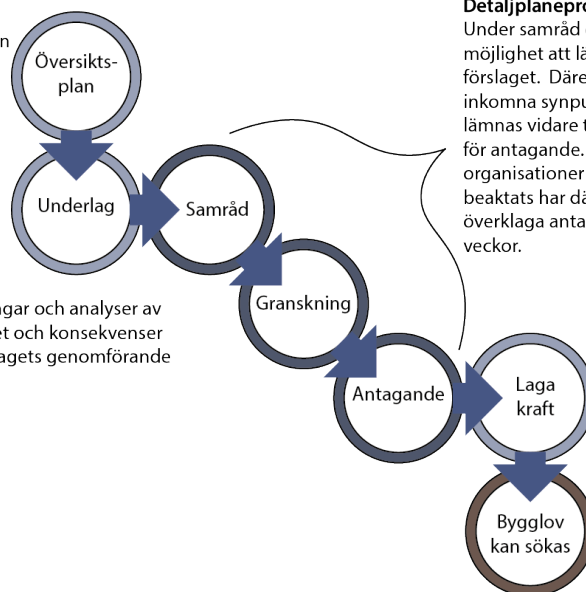 n
Översikts-
plan
Underlag
Samråd
Granskning
Antagande
Laga
kraft
Bygglov
kan sökas
Detaljplanepro
Under samråd
möjlighet att lä
förslaget. Däre
inkomna synpu
lämnas vidare t
för antagande.
organisationer
beaktats har dä
överklaga anta
veckor.
ngar och analyser av
et och konsekvenser
agets genomförande